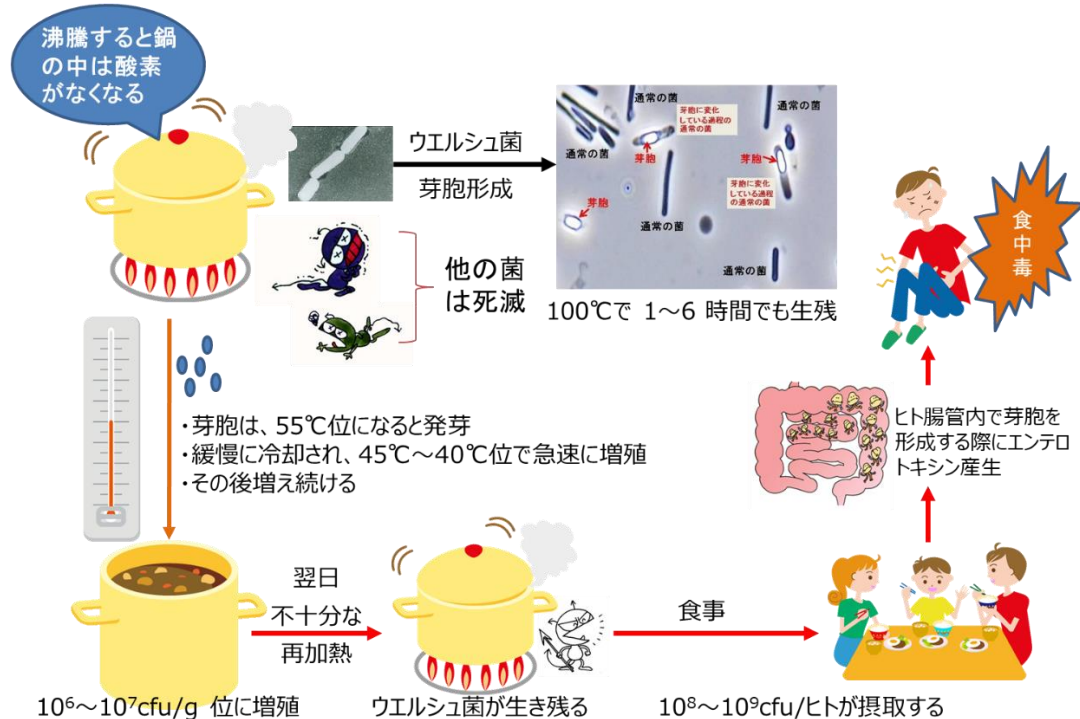 沸騰すると鍋
の中は酸素
がなくなる
ウエルシュ菌
芽胞形成
他の菌
は死滅
通常の菌
通常の菌
芽胞に変化
している過程の
通常の菌
芽胞
通常の菌
芽胞
芽胞に変化
している過程
の通常の菌
芽胞
通常の菌
通常の菌
100℃で 1～6 時間でも生残
・芽胞は、55℃位になると発芽
・緩慢に冷却され、45℃～40℃位で急速に増殖
・その後増え続ける
10⁶～10⁷cfu/g 位に増殖
翌日
不十分な
再加熱
ウエルシュ菌が生き残る
食事
10⁸～10⁹cfu/ヒトが摂取する
ヒト腸管内で芽胞を
形成する際にエンテロ
トキシン産生
食中毒